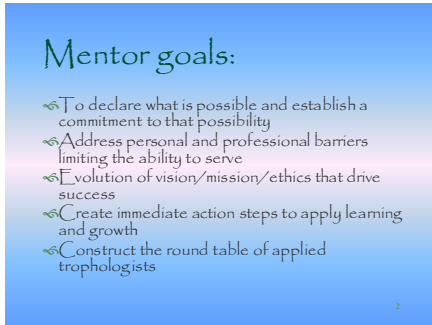 Mentor goals:
To declare what is possible and establish a
commitment to that possibility
Address personal and professional barriers
limiting the ability to serve
Evolution of vision/mission/ethics that drive
success
Create immediate action steps to apply learning
and growth
Construct the round table of applied
trophologists
2